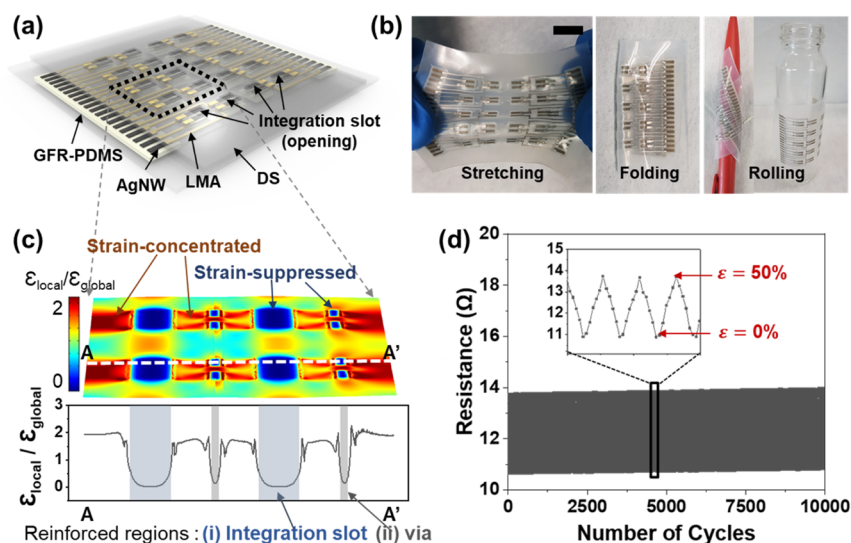 (a)
Integration slot
(opening)
GFR-PDMS
AgNW
LMA
DS
(b)
Stretching
Folding
Rolling
(c)
Strain-concentrated
Strain-suppressed
εlocal/εglobal
2
0
A
A'
εlocal / εglobal
3
2
1
0
A
A'
Reinforced regions : (i) Integration slot (ii) via
(d)
Resistance (Ω)
20
18
16
14
12
10
15
14
13
12
11
ε = 50%
ε = 0%
0
2500
5000
7500
10000
Number of Cycles